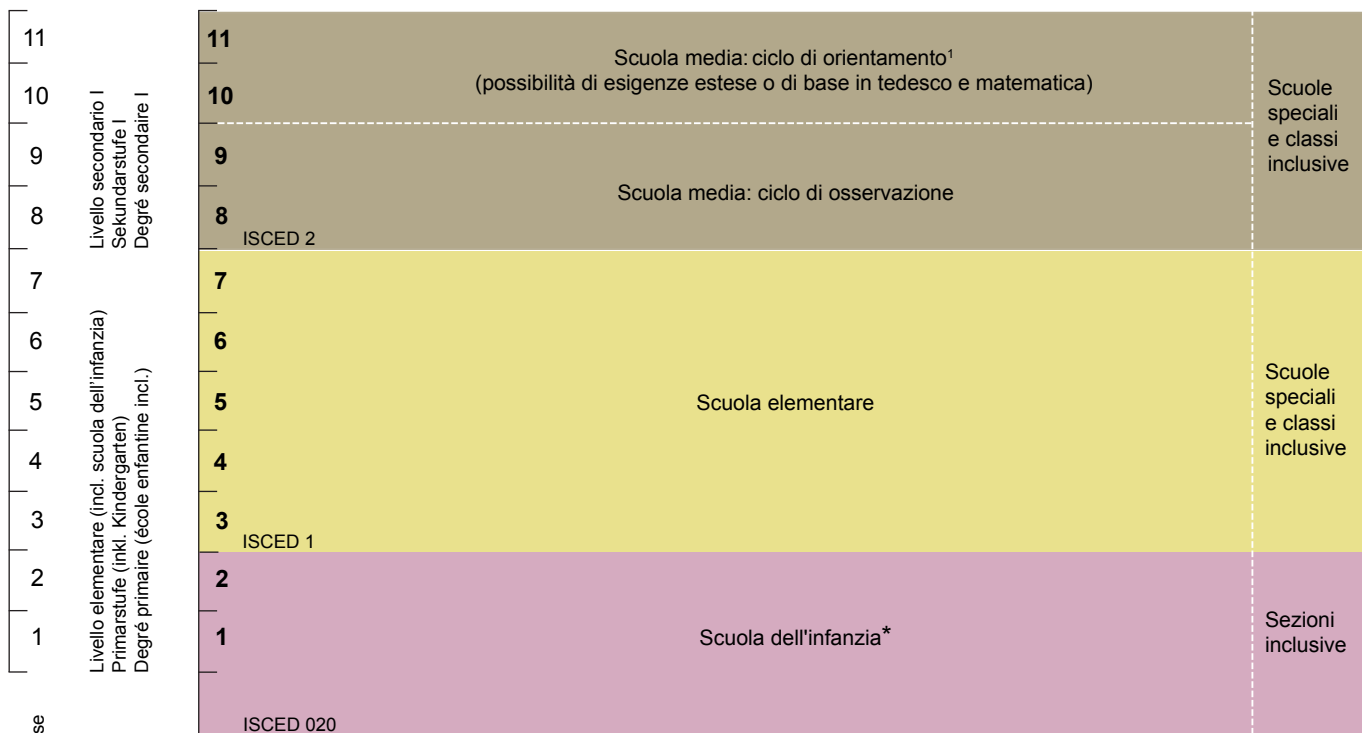 11
10
9
8
7
6
5
4
3
2
1
se
Livello secondario I
Sekundarstufe I
Degré secondaire I
Livello elementare (incl. scuola dell'infanzia)
Primarstufe (inkl. Kindergarten)
Degré primaire (école enfantine incl.)
11
10
9
8
7
6
5
4
3
2
1
Scuola media: ciclo di orientamento¹
(possibilità di esigenze estese o di base in tedesco e matematica)
Scuola media: ciclo di osservazione
ISCED 2
Scuole
speciali
e classi
inclusive
Scuola elementare
ISCED 1
Scuole
speciali
e classi
inclusive
Scuola dell'infanzia*
ISCED 020
Sezioni
inclusive